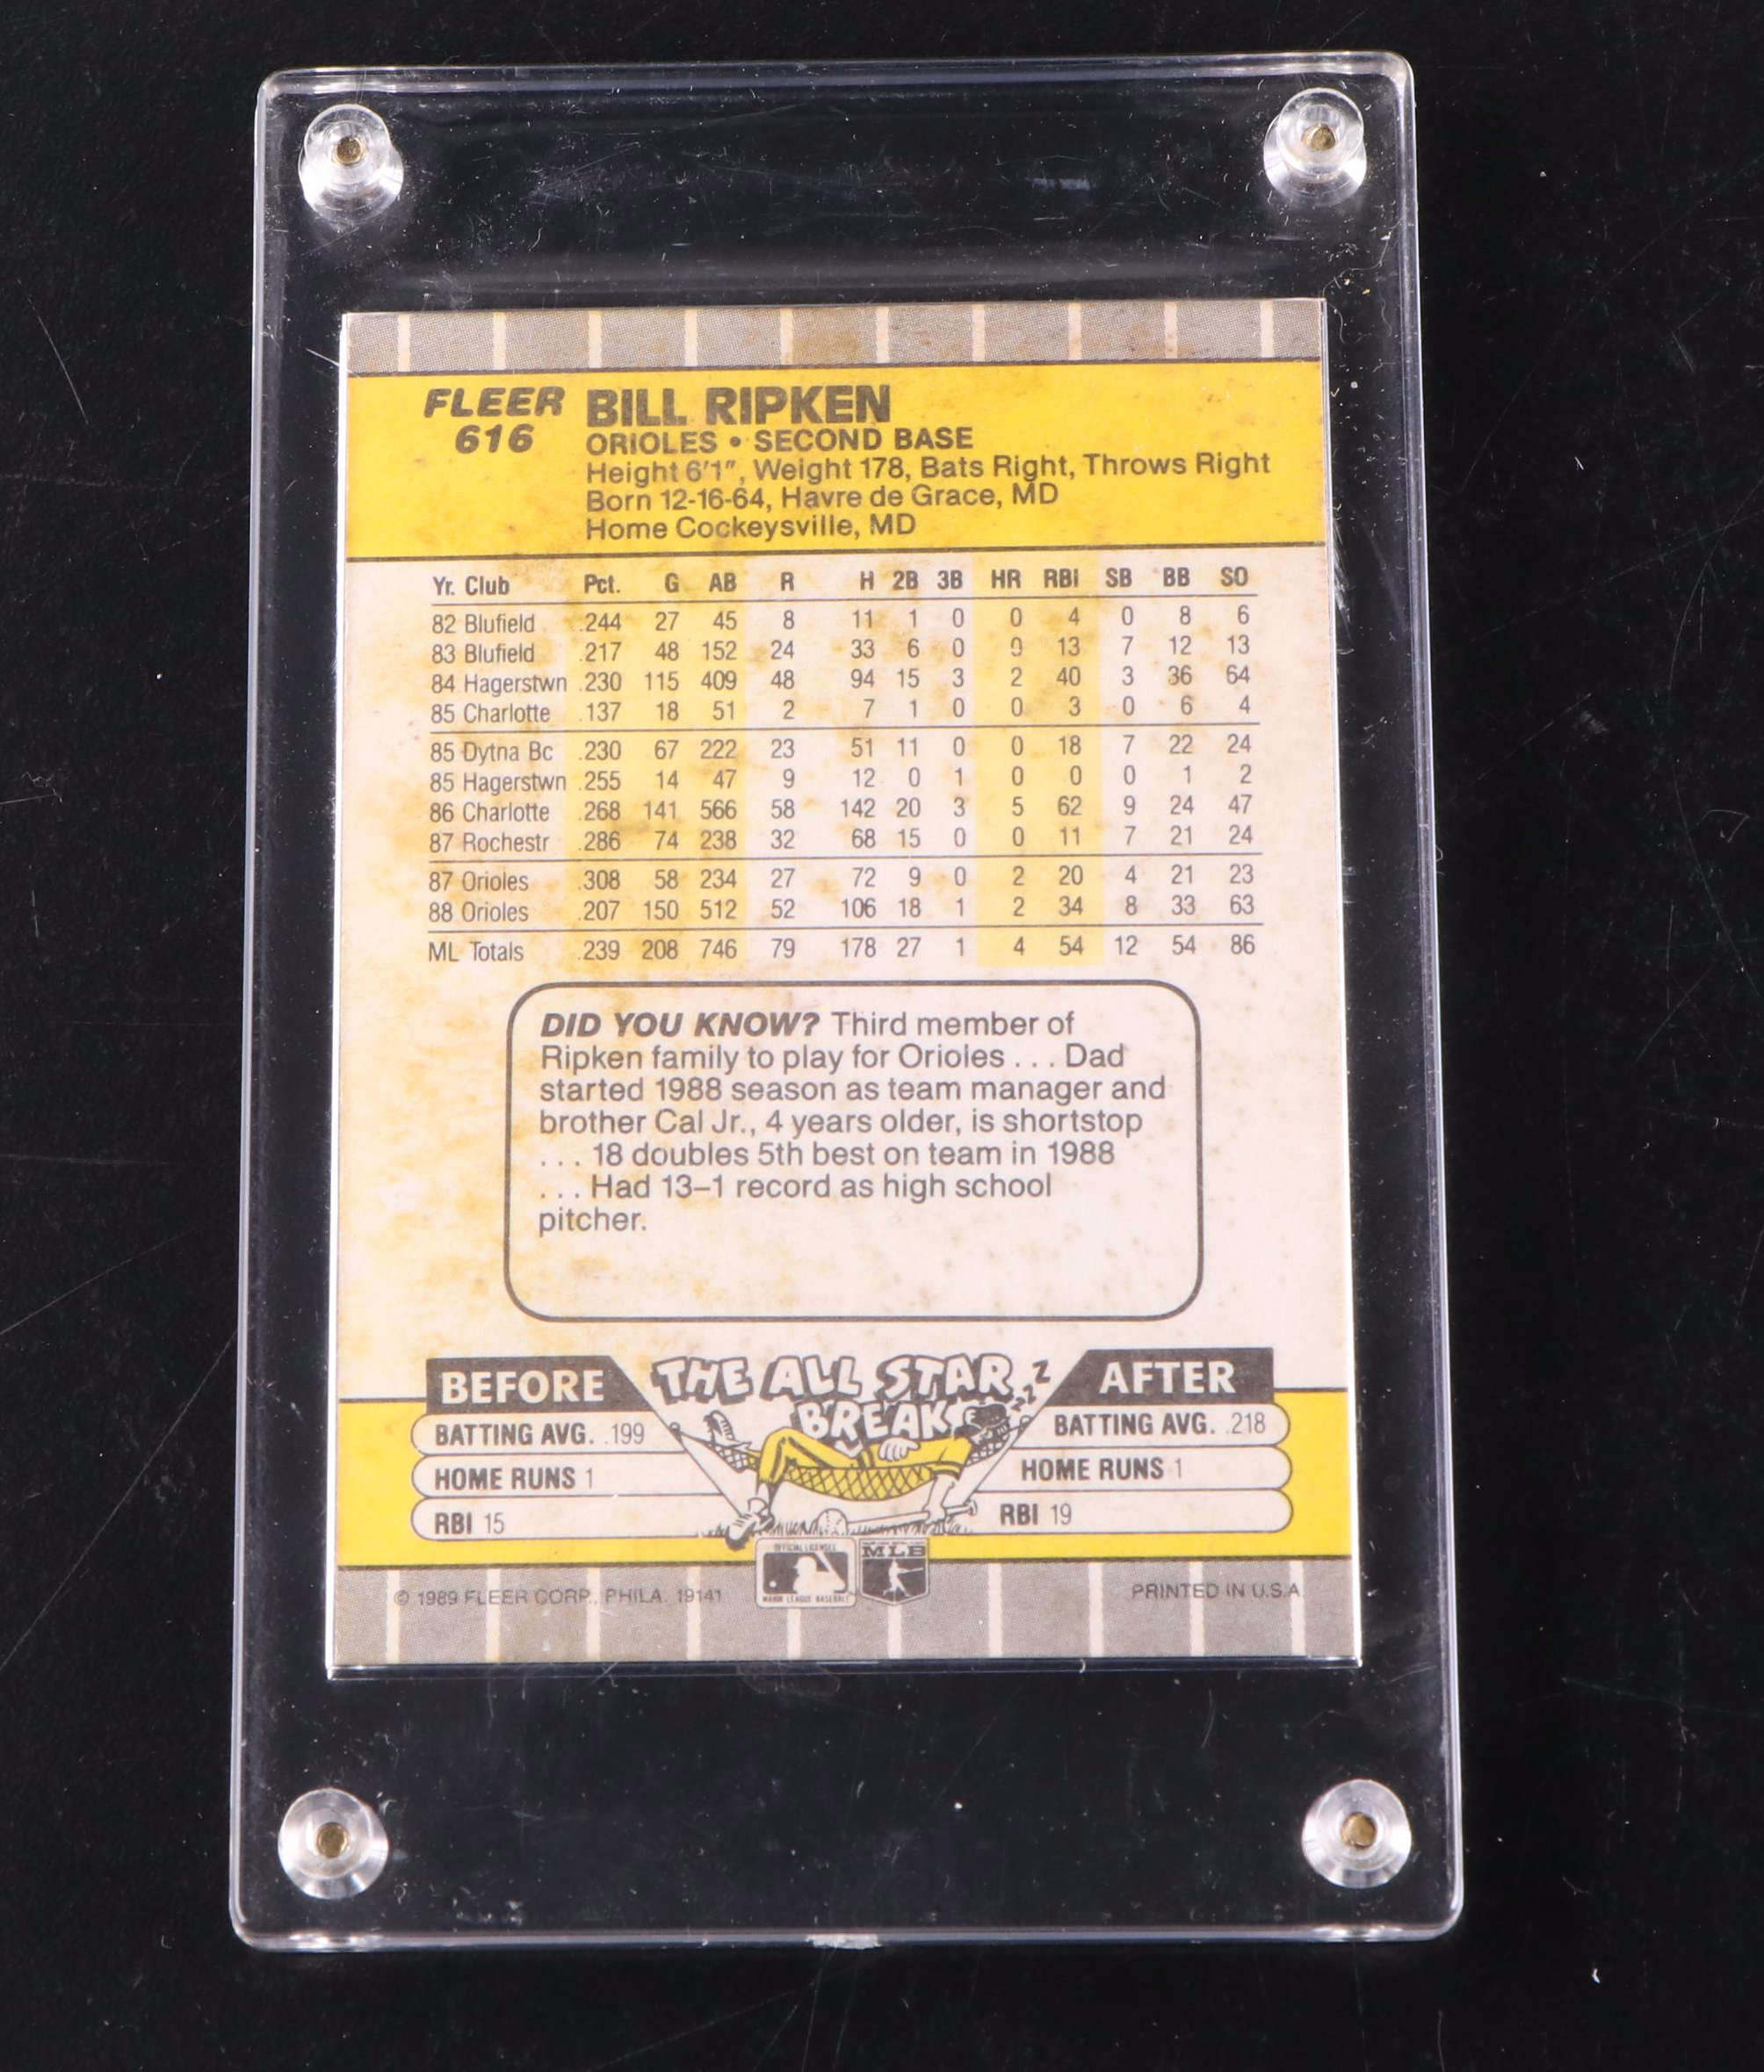 FLEER
616
BILL RIPKEN
ORIOLES • SECOND BASE
Height 6'1", Weight 178, Bats Right, Throws Right
Born 12-16-64, Havre de Grace, MD
Home Cockeysville, MD
Yr. Club Pct. G AB R H 2B 3B HR RBI SB BB SO
82 Blufield .244 27 45 8 11 1 0 0 4 0 8 6
83 Blufield .217 48 152 24 33 6 0 0 13 7 12 13
84 Hagerstwn .230 115 409 48 94 15 3 2 40 3 36 64
85 Charlotte .137 18 51 2 7 1 0 0 3 0 6 4
85 Dytna Bc .230 67 222 23 51 11 0 0 18 7 22 24
85 Hagerstwn .255 14 47 9 12 0 1 0 0 0 1 2
86 Charlotte .268 141 566 58 142 20 3 5 62 9 24 47
87 Rochestr .286 74 238 32 68 15 0 0 11 7 21 24
87 Orioles .308 58 234 27 72 9 0 2 20 4 21 23
88 Orioles .207 150 512 52 106 18 1 2 34 8 33 63
ML Totals .239 208 746 79 178 27 1 4 54 12 54 86
DID YOU KNOW? Third member of
Ripken family to play for Orioles . . . Dad
started 1988 season as team manager and
brother Cal Jr., 4 years older, is shortstop
. . . 18 doubles 5th best on team in 1988
. . . Had 13–1 record as high school
pitcher.
BEFORE
THE ALL STAR
BREAK
ZZZZ
AFTER
BATTING AVG. .199
HOME RUNS 1
RBI 15
BATTING AVG. .218
HOME RUNS 1
RBI 19
OFFICIAL LICENSEE
MAJOR LEAGUE BASEBALL
MLB
© 1989 FLEER CORP., PHILA. 19141
PRINTED IN U.S.A.